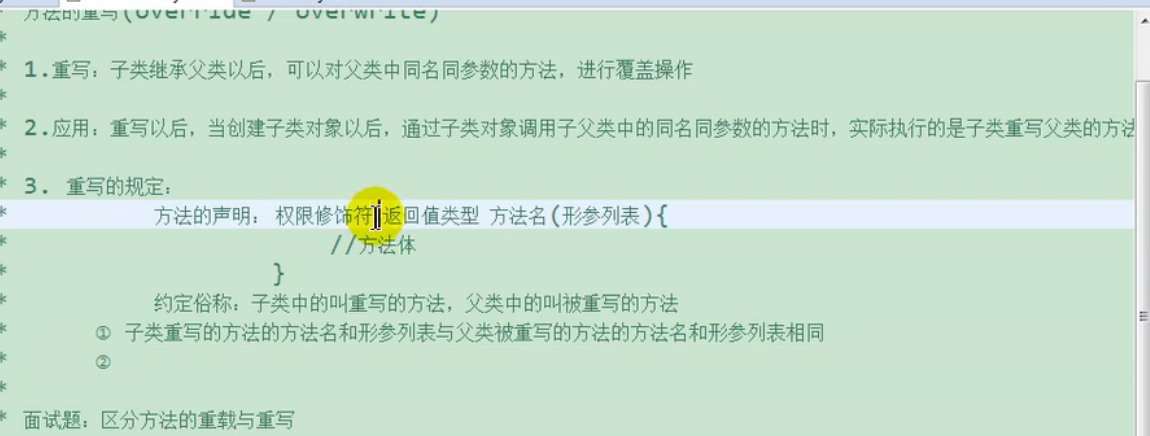 方法的重写(override / overwrite)
*
* 1.重写：子类继承父类以后，可以对父类中同名同参数的方法，进行覆盖操作
*
* 2.应用：重写以后，当创建子类对象以后，通过子类对象调用子父类中的同名同参数的方法时，实际执行的是子类重写父类的方法
*
* 3. 重写的规定：
* 方法的声明： 权限修饰符 返回值类型 方法名(形参列表){
* //方法体
* }
* 约定俗称：子类中的叫重写的方法，父类中的叫被重写的方法
* ① 子类重写的方法的方法名和形参列表与父类被重写的方法的方法名和形参列表相同
* ②
*
* 面试题：区分方法的重载与重写